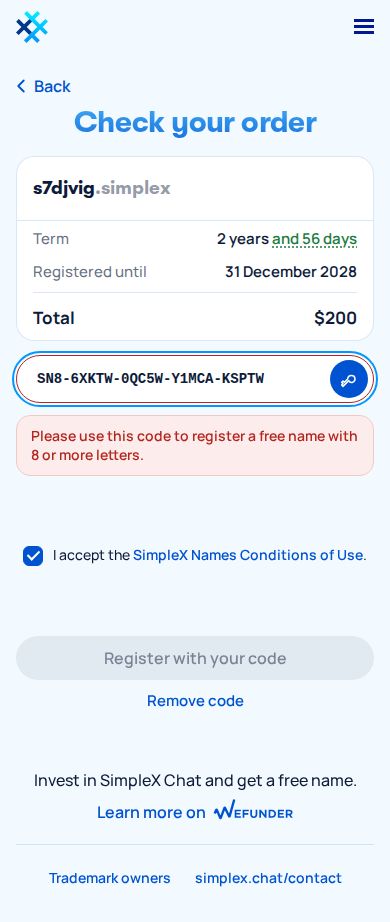 Back
Check your order
s7djvig.simplex
Term 2 years and 56 days
Registered until 31 December 2028
Total $200
SN8-6XKTW-0QC5W-Y1MCA-KSPTW
Please use this code to register a free name with
8 or more letters.
I accept the SimpleX Names Conditions of Use.
Register with your code
Remove code
Invest in SimpleX Chat and get a free name.
Learn more on WEFUNDER
Trademark owners simplex.chat/contact